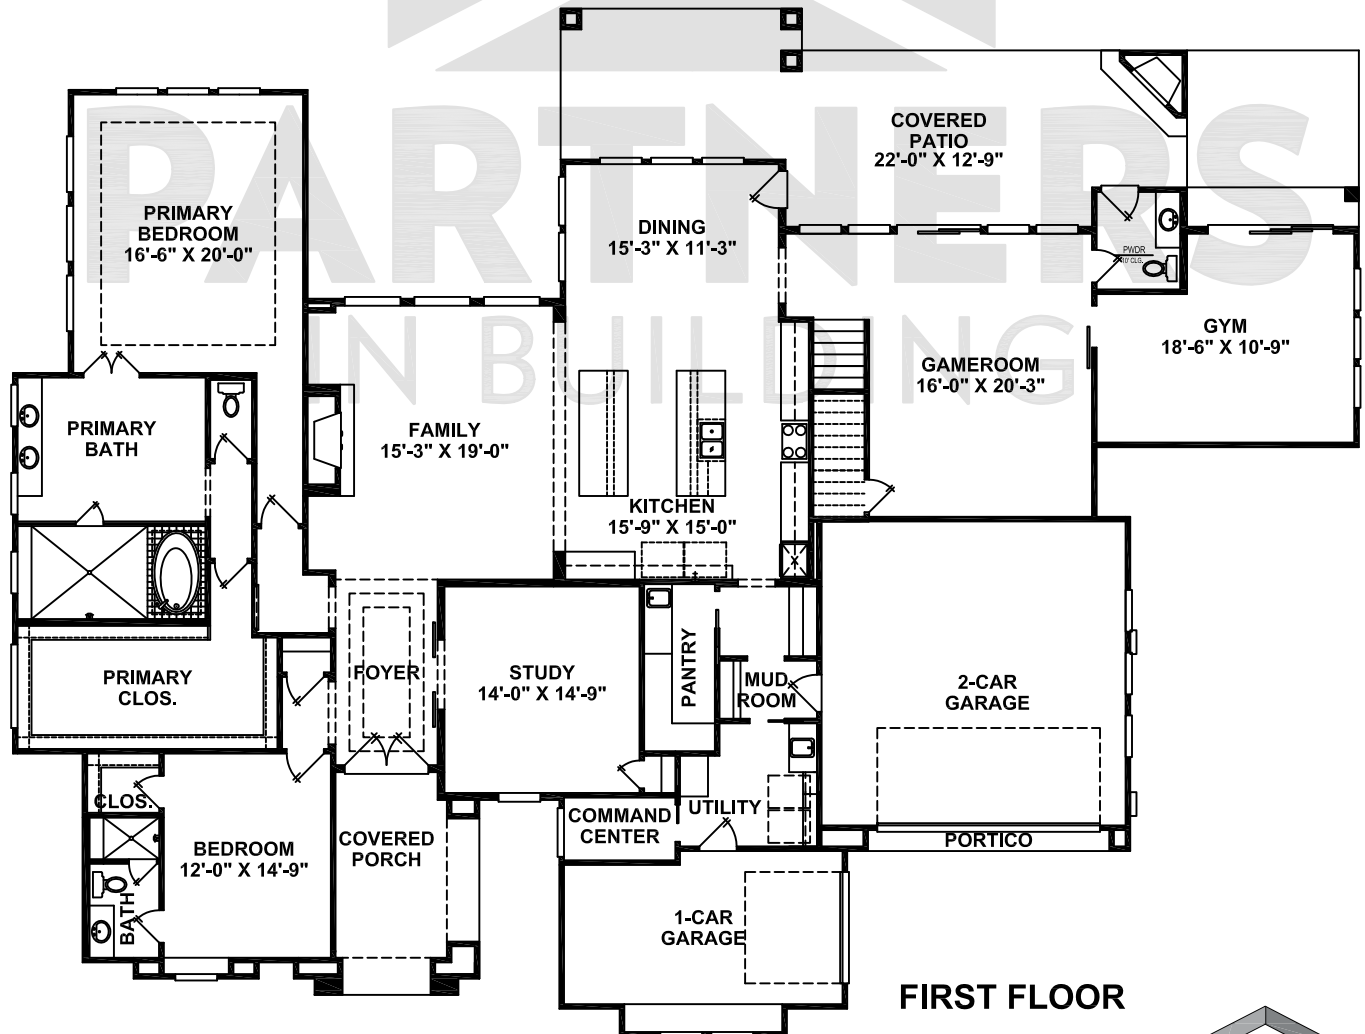 PARTNERS
IN BUILDING
COVERED
PATIO
22'-0" X 12'-9"
PRIMARY
BEDROOM
16'-6" X 20'-0"
DINING
15'-3" X 11'-3"
PWDR
10' CLG.
GYM
18'-6" X 10'-9"
GAMEROOM
16'-0" X 20'-3"
PRIMARY
BATH
FAMILY
15'-3" X 19'-0"
KITCHEN
15'-9" X 15'-0"
PRIMARY
CLOS.
FOYER
STUDY
14'-0" X 14'-9"
PANTRY
MUD
ROOM
2-CAR
GARAGE
CLOS.
BEDROOM
12'-0" X 14'-9"
BATH
COVERED
PORCH
COMMAND
CENTER
UTILITY
PORTICO
1-CAR
GARAGE
FIRST FLOOR